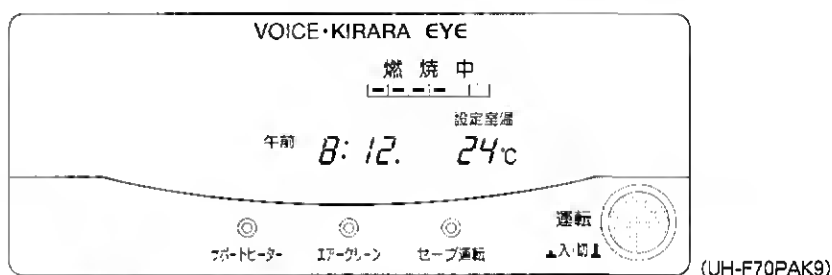 VOICE・KIRARA EYE
燃焼中
設定室温
午前 8:12. 24℃
サポートヒーター エアークリーン セーブ運転
運転
入・切
(UH-F70PAK9)